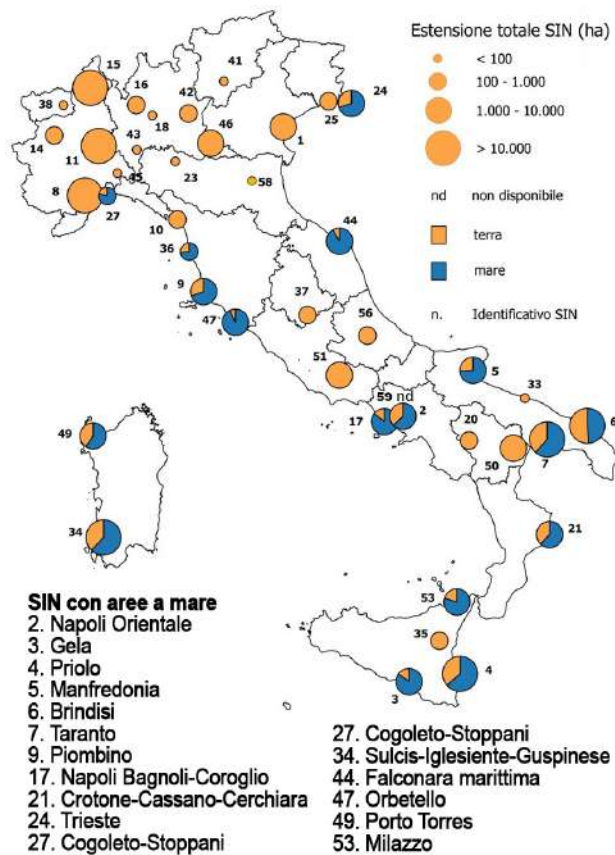 15
41
Estensione totale SIN (ha)
38
16
42
24
< 100
100 - 1.000
14
18
46
25
1.000 - 10.000
11
43
1
> 10.000
8
45
23
58
27
nd non disponibile
10
44
terra
36
mare
9
37
n. Identificativo SIN
47
56
51
5
59 nd
33
49
17
2
20
6
50
7
34
21
53
35
4
3
SIN con aree a mare
2. Napoli Orientale
3. Gela
4. Priolo
5. Manfredonia
6. Brindisi
7. Taranto
9. Piombino
17. Napoli Bagnoli-Coroglio
21. Crotone-Cassano-Cerchiara
24. Trieste
27. Cogoleto-Stoppani
27. Cogoleto-Stoppani
34. Sulcis-Iglesiente-Guspinese
44. Falconara marittima
47. Orbetello
49. Porto Torres
53. Milazzo